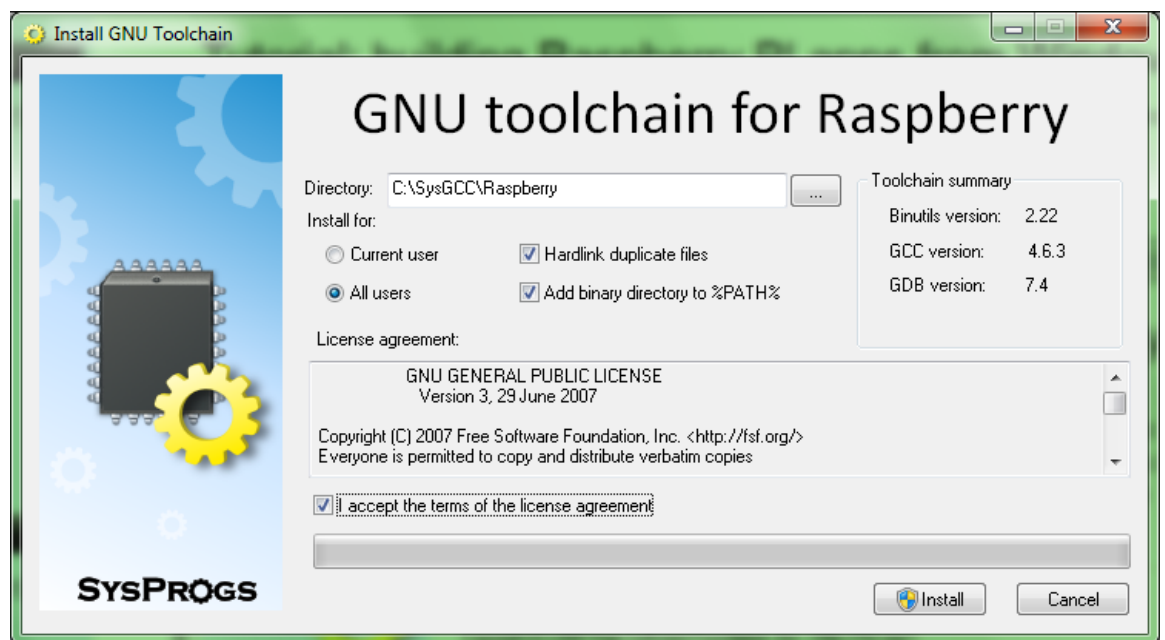 Install GNU Toolchain
GNU toolchain for Raspberry
Directory: C:\SysGCC\Raspberry ...
Install for:
Current user
Hardlink duplicate files
All users
Add binary directory to %PATH%
Toolchain summary
Binutils version: 2.22
GCC version: 4.6.3
GDB version: 7.4
License agreement:
GNU GENERAL PUBLIC LICENSE
Version 3, 29 June 2007
Copyright (C) 2007 Free Software Foundation, Inc. <http://fsf.org/>
Everyone is permitted to copy and distribute verbatim copies
I accept the terms of the license agreement
SYSPROGS
Install Cancel